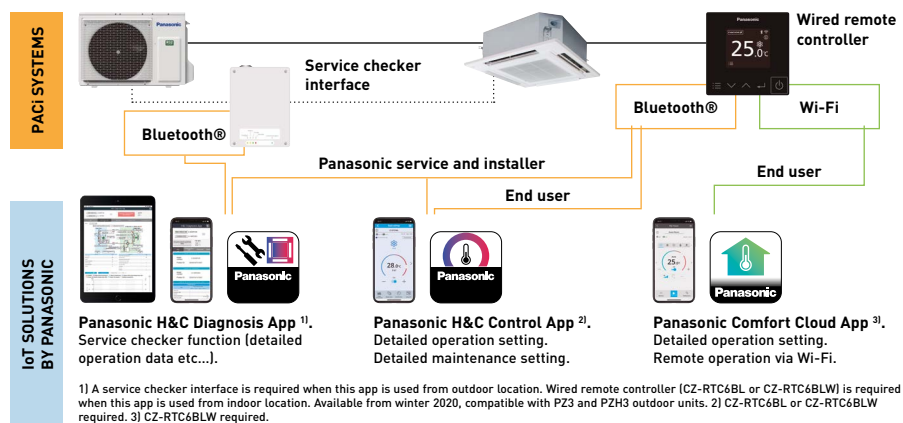 PACi SYSTEMS
Panasonic
Panasonic
25.0°C
Wired remote
controller
Service checker
interface
Bluetooth®
Bluetooth®
Wi-Fi
Panasonic service and installer
End user
End user
IoT SOLUTIONS
BY PANASONIC
Panasonic
28.0
Panasonic
25
Panasonic
Panasonic H&C Diagnosis App 1).
Service checker function (detailed
operation data etc...).
Panasonic H&C Control App 2).
Detailed operation setting.
Detailed maintenance setting.
Panasonic Comfort Cloud App 3).
Detailed operation setting.
Remote operation via Wi-Fi.
1) A service checker interface is required when this app is used from outdoor location. Wired remote controller (CZ-RTC6BL or CZ-RTC6BLW) is required
when this app is used from indoor location. Available from winter 2020, compatible with PZ3 and PZH3 outdoor units. 2) CZ-RTC6BL or CZ-RTC6BLW
required. 3) CZ-RTC6BLW required.